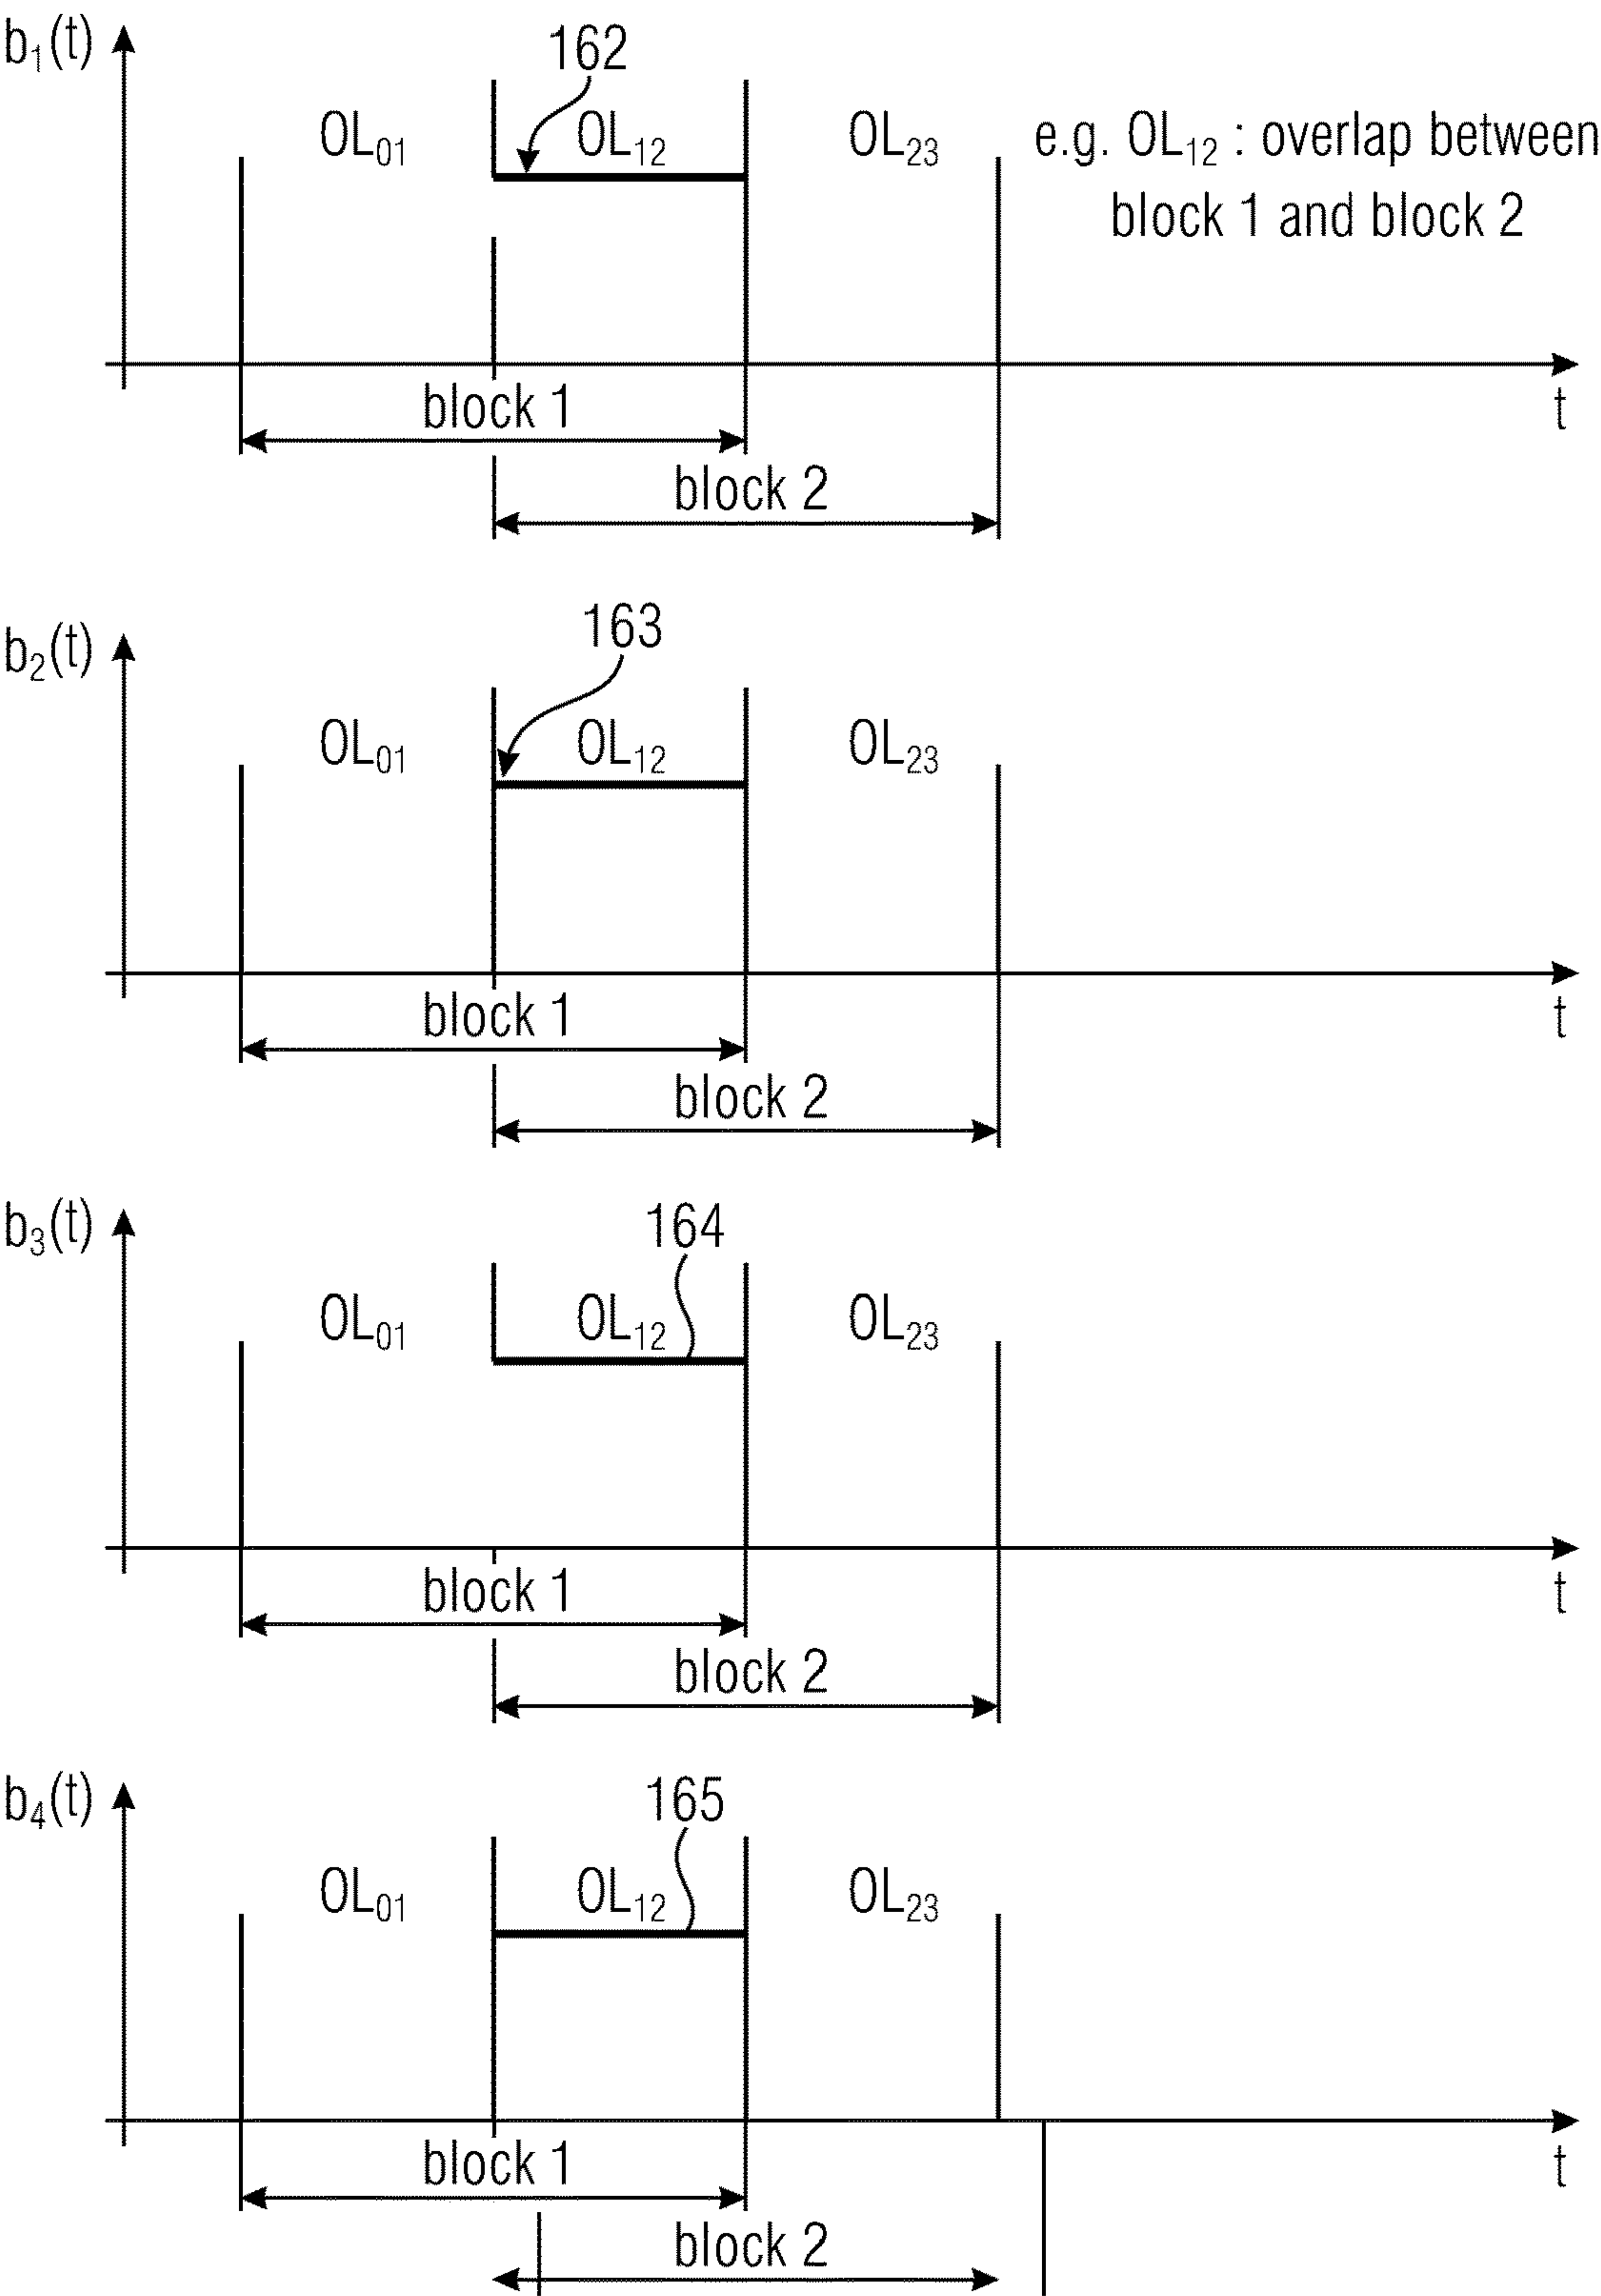 b₁(t)
162
OL₀₁ OL₁₂ OL₂₃ e.g. OL₁₂ : overlap between
block 1 and block 2
block 1
t
block 2
b₂(t)
163
OL₀₁ OL₁₂ OL₂₃
block 1
t
block 2
b₃(t)
164
OL₀₁ OL₁₂ OL₂₃
block 1
t
block 2
b₄(t)
165
OL₀₁ OL₁₂ OL₂₃
block 1
t
block 2